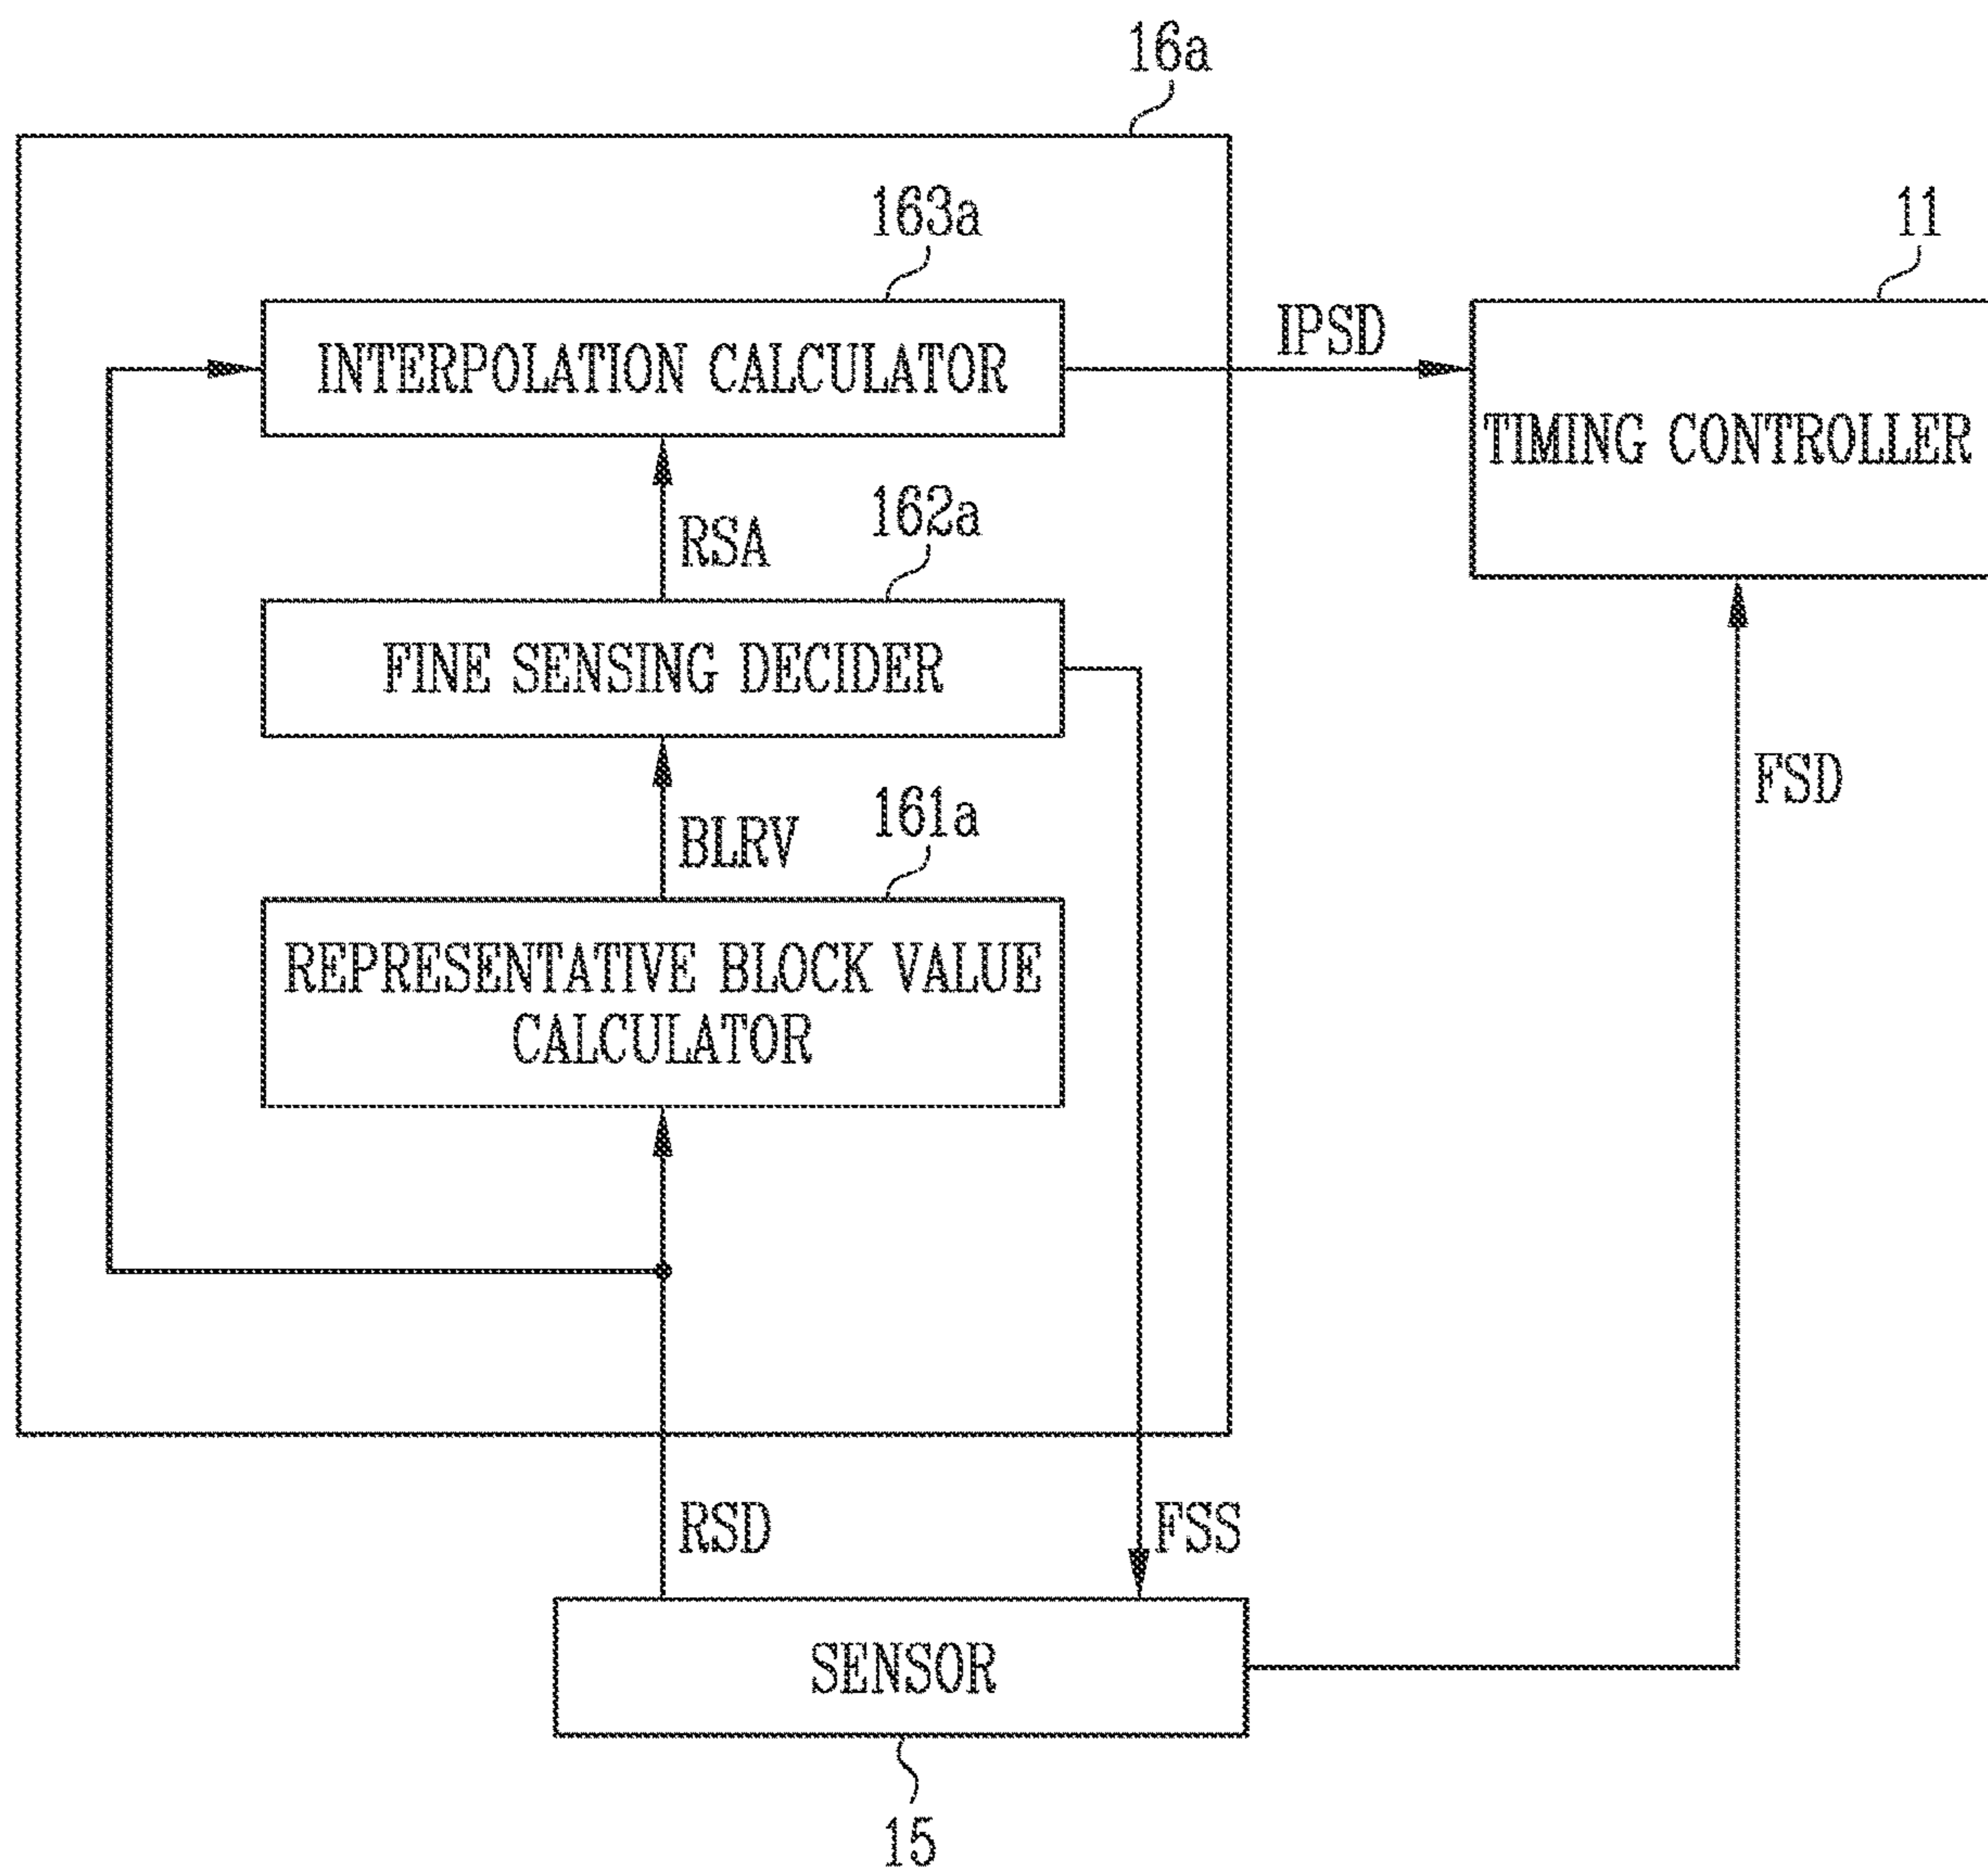 16a
163a
11
INTERPOLATION CALCULATOR
IPSD
TIMING CONTROLLER
RSA
162a
FINE SENSING DECIDER
FSD
BLRV
161a
REPRESENTATIVE BLOCK VALUE
CALCULATOR
RSD
FSS
SENSOR
15